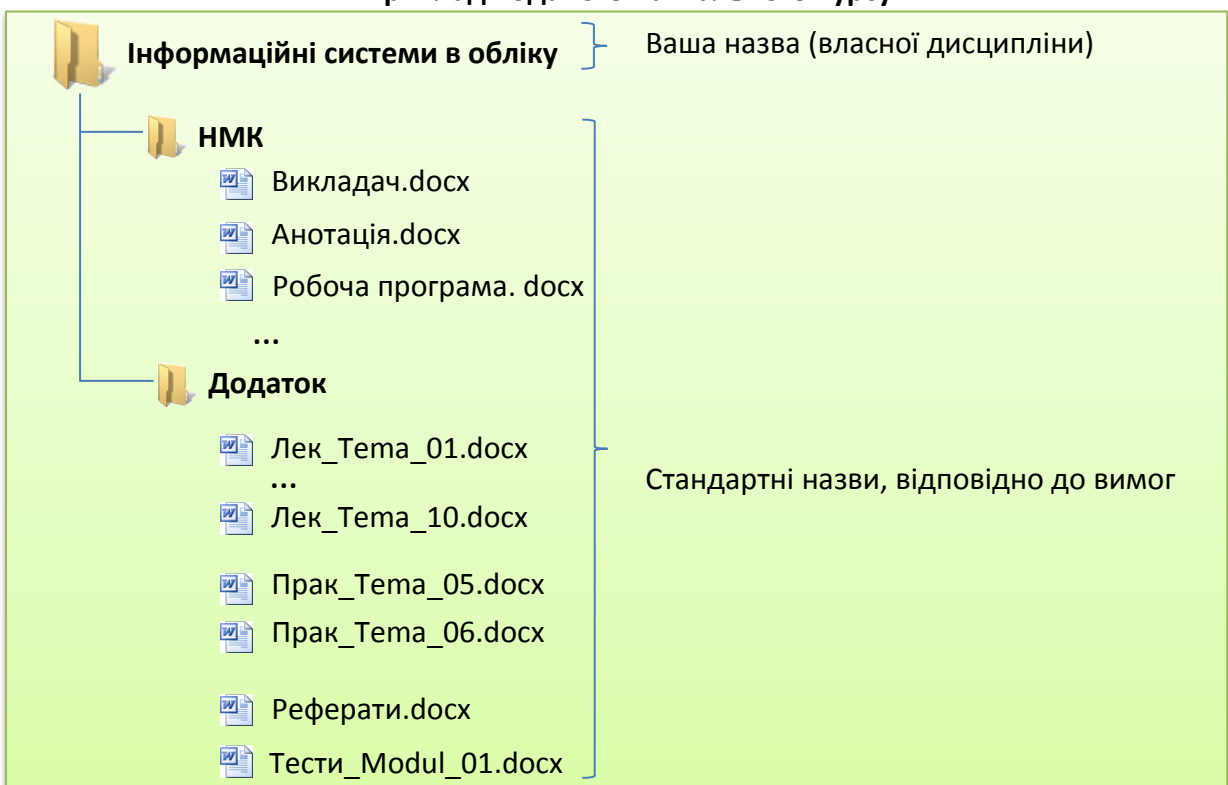 Інформаційні системи в обліку
Ваша назва (власної дисципліни)
НМК
Викладач.docx
Анотація.docx
Робоча програма. docx
...
Додаток
Лек_Tema_01.docx
...
Лек_Tema_10.docx
Стандартні назви, відповідно до вимог
Прак_Tema_05.docx
Прак_Tema_06.docx
Реферати.docx
Тести_Modul_01.docx